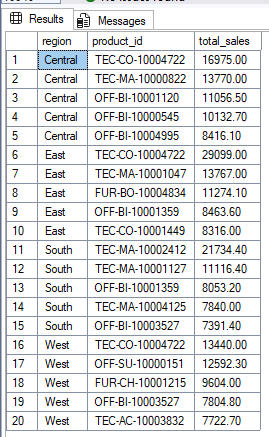 Results Messages
region product_id total_sales
1 Central TEC-CO-10004722 16975.00
2 Central TEC-MA-10000822 13770.00
3 Central OFF-BI-10001120 11056.50
4 Central OFF-BI-10000545 10132.70
5 Central OFF-BI-10004995 8416.10
6 East TEC-CO-10004722 29099.00
7 East TEC-MA-10001047 13767.00
8 East FUR-BO-10004834 11274.10
9 East OFF-BI-10001359 8463.60
10 East TEC-CO-10001449 8316.00
11 South TEC-MA-10002412 21734.40
12 South TEC-MA-10001127 11116.40
13 South OFF-BI-10001359 8053.20
14 South TEC-MA-10004125 7840.00
15 South OFF-BI-10003527 7391.40
16 West TEC-CO-10004722 13440.00
17 West OFF-SU-10000151 12592.30
18 West FUR-CH-10001215 9604.00
19 West OFF-BI-10003527 7804.80
20 West TEC-AC-10003832 7722.70